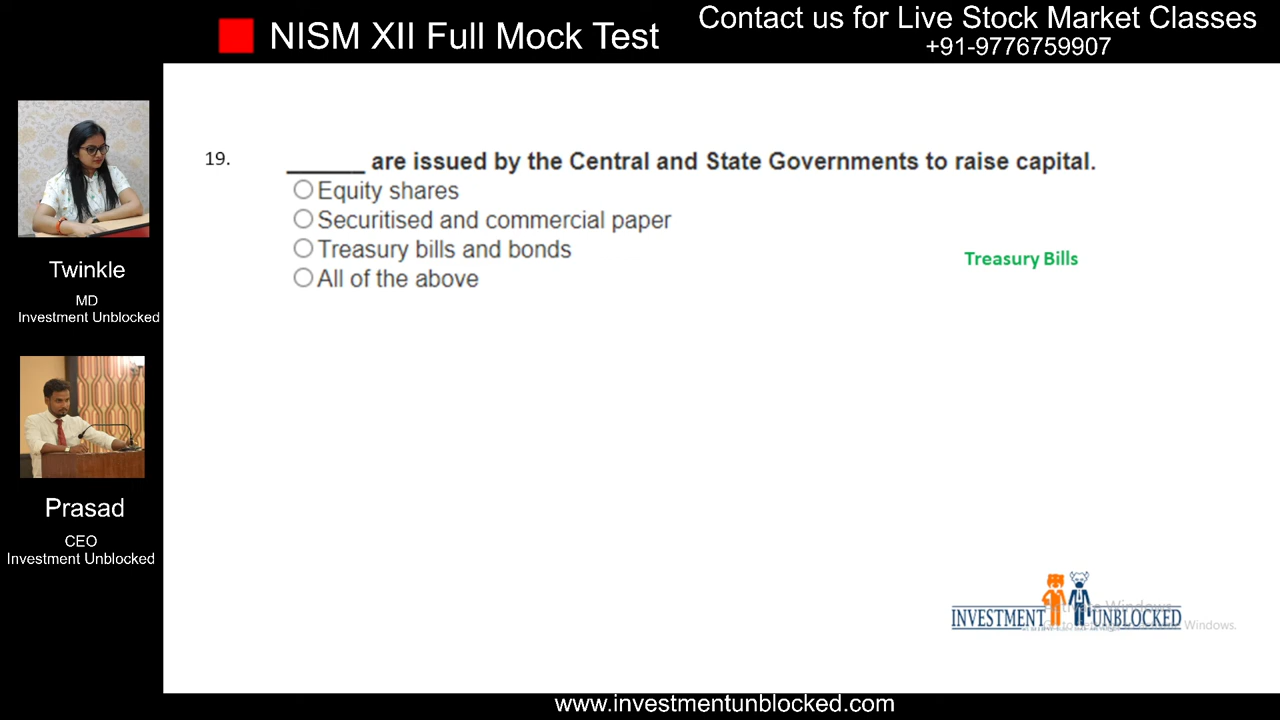 NISM XII Full Mock Test
Contact us for Live Stock Market Classes
+91-9776759907
19.
______ are issued by the Central and State Governments to raise capital.
Equity shares
Securitised and commercial paper
Treasury bills and bonds
All of the above
Treasury Bills
Twinkle
MD
Investment Unblocked
Prasad
CEO
Investment Unblocked
INVESTMENT UNBLOCKED
Windows.
www.investmentunblocked.com